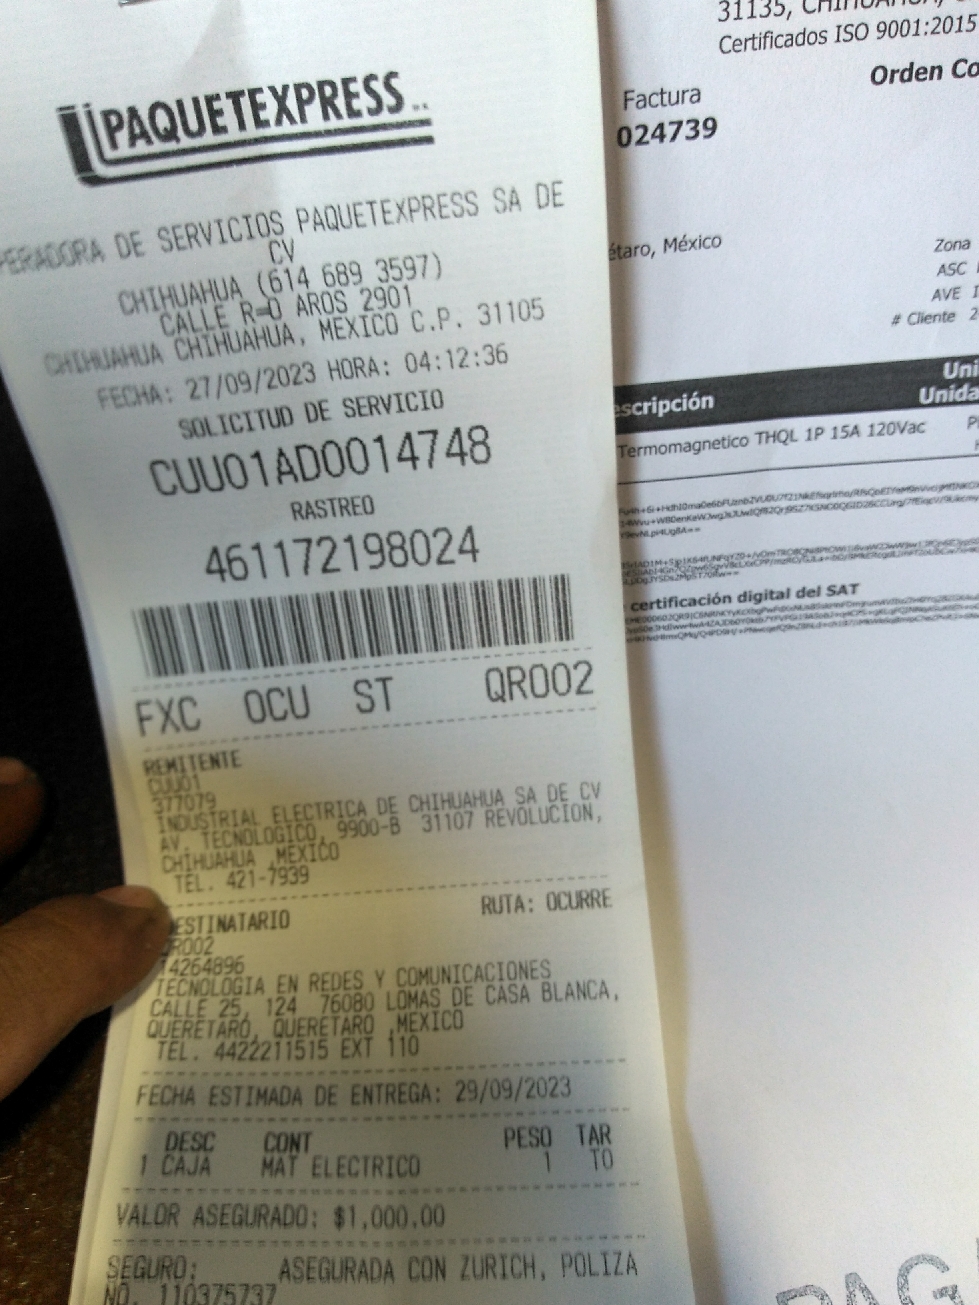 PAQUETEXPRESS
PERADORA DE SERVICIOS PAQUETEXPRESS SA DE
CV
CHIHUAHUA (614 689 3597)
CALLE R=O AROS 2901
CHIHUAHUA CHIHUAHUA, MEXICO C.P. 31105
FECHA: 27/09/2023 HORA: 04:12:36
SOLICITUD DE SERVICIO
CUU01AD0014748
RASTREO
461172198024
FXC OCU ST QR002
REMITENTE
CUU01
377079
INDUSTRIAL ELECTRICA DE CHIHUAHUA SA DE CV
AV. TECNOLOGICO, 9900-B 31107 REVOLUCION,
CHIHUAHUA ,MEXICO
TEL. 421-7939
ESTINATARIO RUTA: OCURRE
R002
14264896
TECNOLOGIA EN REDES Y COMUNICACIONES
CALLE 25, 124 76080 LOMAS DE CASA BLANCA,
QUERETARO, QUERETARO ,MEXICO
TEL. 4422211515 EXT 110
FECHA ESTIMADA DE ENTREGA: 29/09/2023
DESC CONT PESO TAR
1 CAJA MAT ELECTRICO 1 TO
VALOR ASEGURADO: $1,000.00
SEGURO: ASEGURADA CON ZURICH, POLIZA
NO. 110375737
31135, CHIHUAHUA,
Certificados ISO 9001:2015
Orden Co
Factura
024739
étaro, México
Zona
ASC
AVE
# Cliente 2
escripción
Uni
Unida
Termomagnetico THQL 1P 15A 120Vac
certificación digital del SAT
PAG